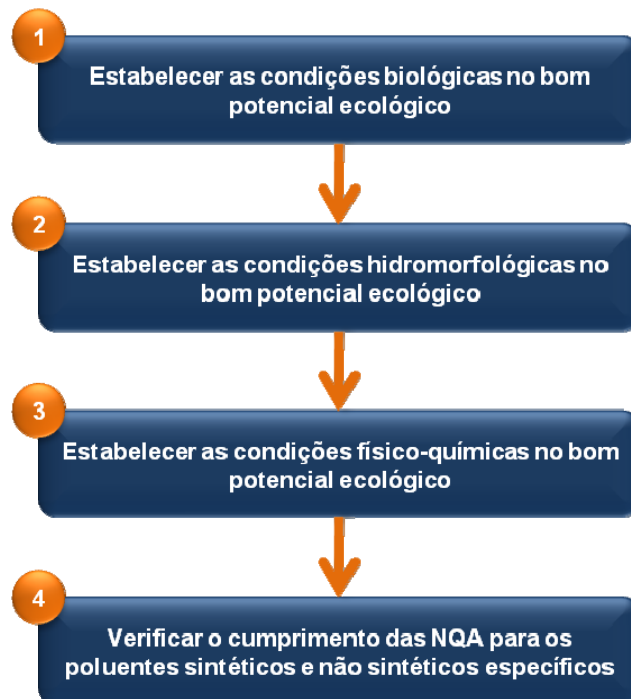 1
Estabelecer as condições biológicas no bom
potencial ecológico
2
Estabelecer as condições hidromorfológicas no
bom potencial ecológico
3
Estabelecer as condições físico-químicas no bom
potencial ecológico
4
Verificar o cumprimento das NQA para os
poluentes sintéticos e não sintéticos específicos